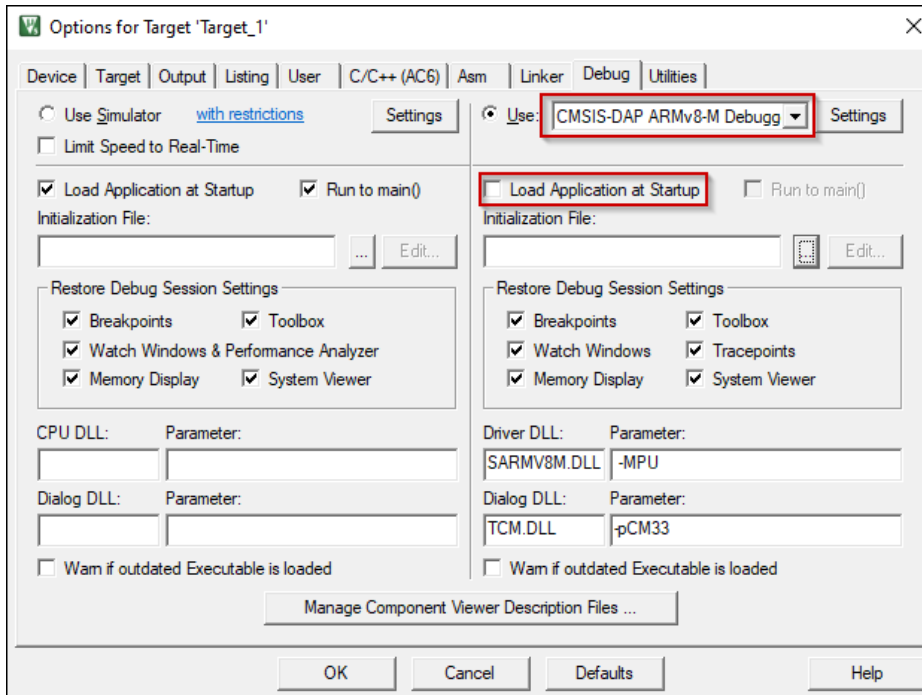 Options for Target 'Target_1'
Device Target Output Listing User C/C++ (AC6) Asm Linker Debug Utilities
Use Simulator with restrictions Settings
Limit Speed to Real-Time
Use: CMSIS-DAP ARMv8-M Debugg Settings
Load Application at Startup Run to main()
Initialization File:
... Edit...
Load Application at Startup Run to main()
Initialization File:
... Edit...
Restore Debug Session Settings
Breakpoints Toolbox
Watch Windows & Performance Analyzer
Memory Display System Viewer
Restore Debug Session Settings
Breakpoints Toolbox
Watch Windows Tracepoints
Memory Display System Viewer
CPU DLL: Parameter:
Dialog DLL: Parameter:
Warn if outdated Executable is loaded
Driver DLL: Parameter:
SARMV8M.DLL -MPU
Dialog DLL: Parameter:
TCM.DLL -pCM33
Warn if outdated Executable is loaded
Manage Component Viewer Description Files ...
OK Cancel Defaults Help